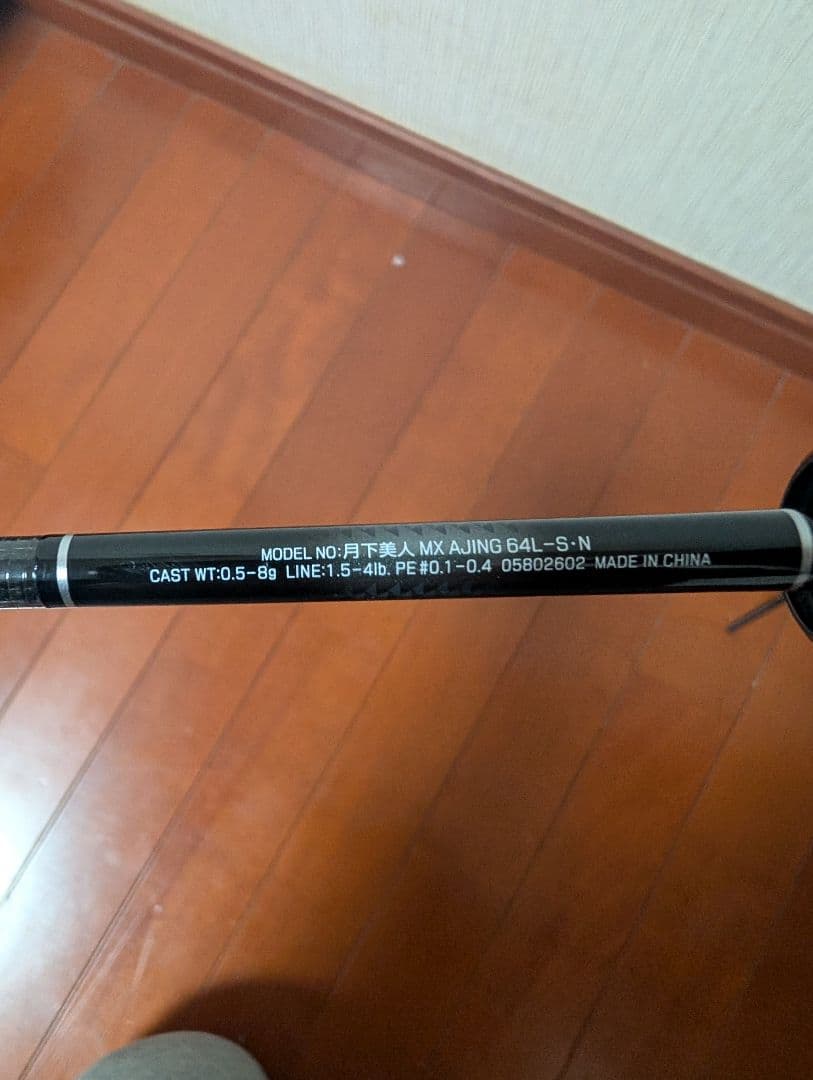 MODEL NO:月下美人 MX AJING 64L-S・N
CAST WT:0.5-8g LINE:1.5-4lb. PE#0.1-0.4 05802602 MADE IN CHINA